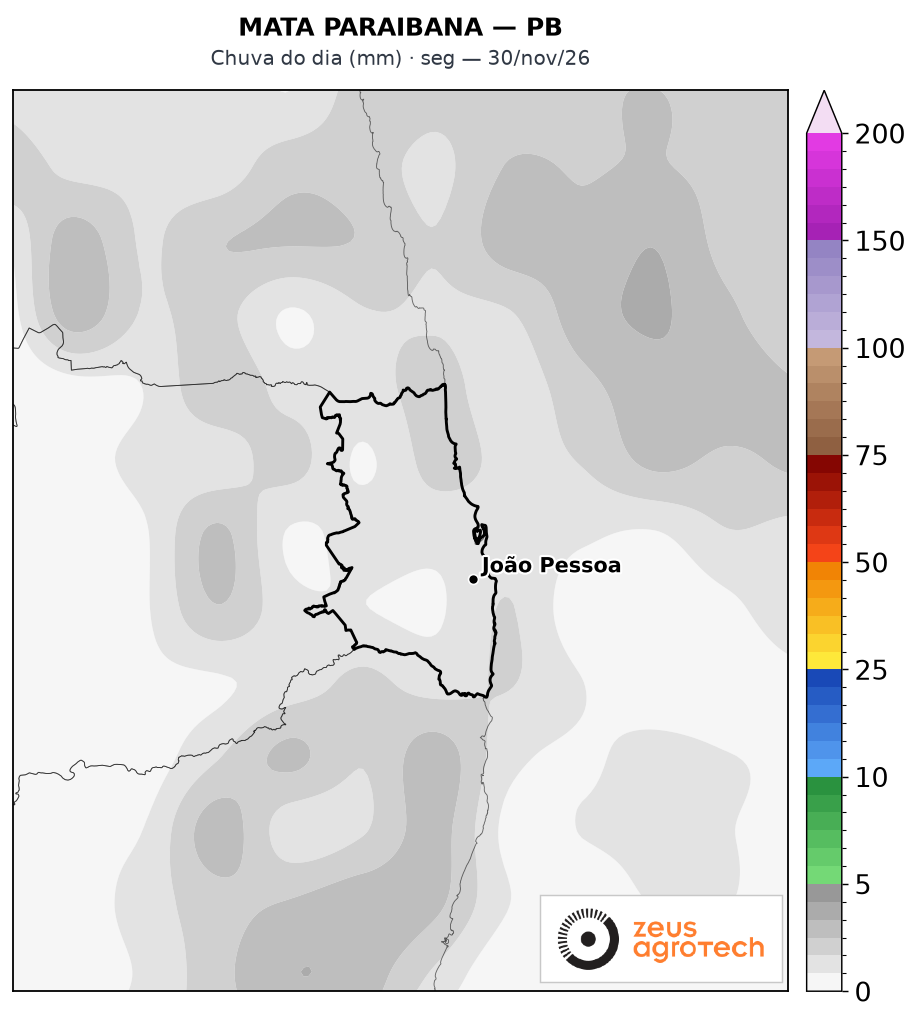 MATA PARAIBANA — PB
Chuva do dia (mm) · seg — 30/nov/26
200
150
100
75
50
25
10
5
0
João Pessoa
zeus
agrotech